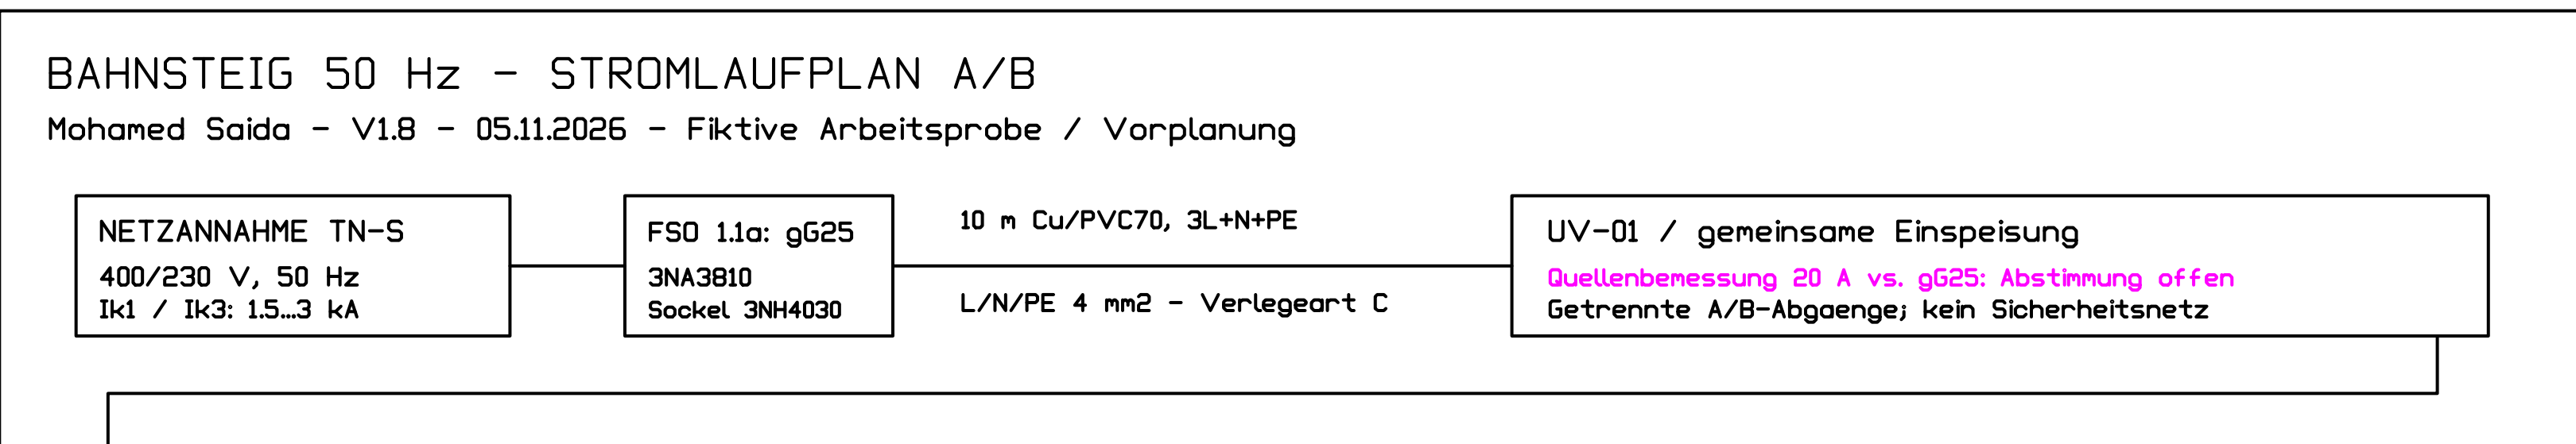 BAHNSTEIG 50 Hz - STROMLAUFPLAN A/B
Mohamed Saida - V1.8 - 05.11.2026 - Fiktive Arbeitsprobe / Vorplanung
NETZANNAHME TN-S
400/230 V, 50 Hz
Ik1 / Ik3: 1.5...3 kA
FSO 1.1a: gG25
3NA3810
Sockel 3NH4030
10 m Cu/PVC70, 3L+N+PE
L/N/PE 4 mm2 - Verlegeart C
UV-01 / gemeinsame Einspeisung
Quellenbemessung 20 A vs. gG25: Abstimmung offen
Getrennte A/B-Abgaenge; kein Sicherheitsnetz